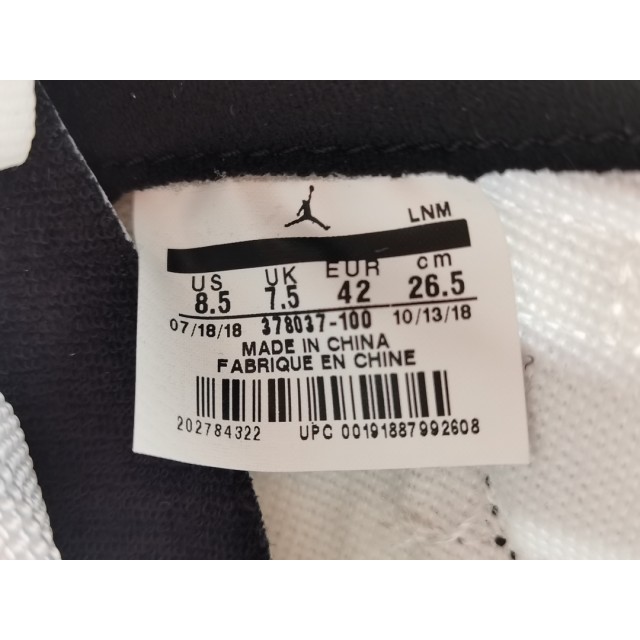 LNM
US UK EUR cm
8.5 7.5 42 26.5
07/18/18 378037-100 10/13/18
MADE IN CHINA
FABRIQUE EN CHINE
202784322 UPC 00191887992608